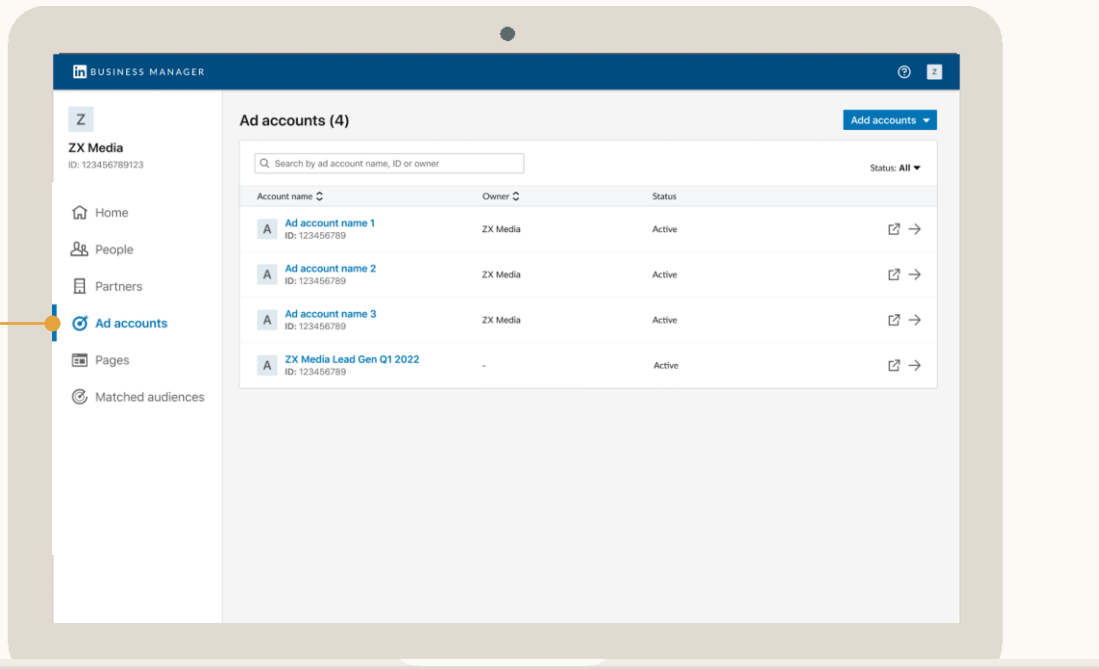 in BUSINESS MANAGER
Z
Z
ZX Media
ID: 123456789123
Home
People
Partners
Ad accounts
Pages
Matched audiences
Ad accounts (4)
Add accounts
Search by ad account name, ID or owner
Status: All
Account name Owner Status
A Ad account name 1 ZX Media Active
ID: 123456789
A Ad account name 2 ZX Media Active
ID: 123456789
A Ad account name 3 ZX Media Active
ID: 123456789
A ZX Media Lead Gen Q1 2022 - Active
ID: 123456789